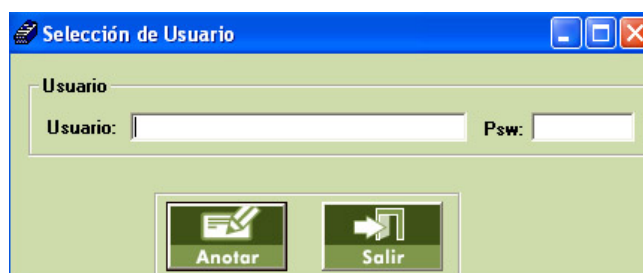 Selección de Usuario
Usuario
Usuario: Psw:
Anotar Salir